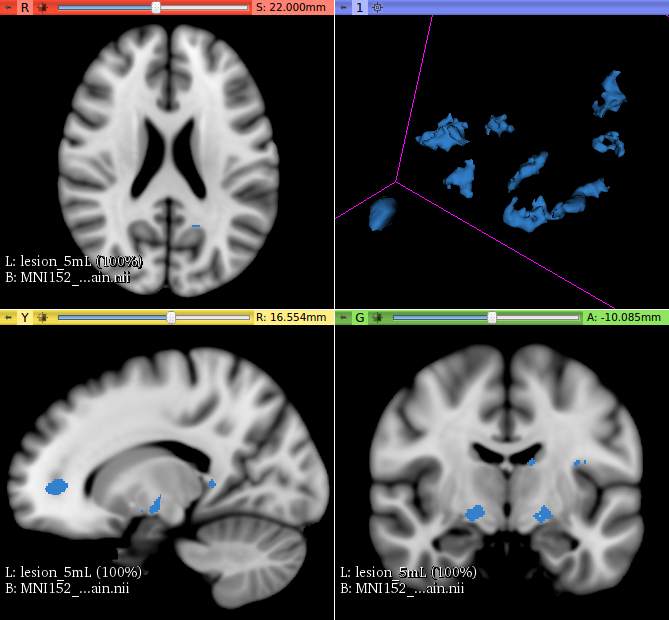 R S: 22.000mm
1
L: lesion_5mL (100%)
B: MNI152_...ain.nii
Y R: 16.554mm
G A: -10.085mm
L: lesion_5mL (100%)
B: MNI152_...ain.nii
L: lesion_5mL (100%)
B: MNI152_...ain.nii